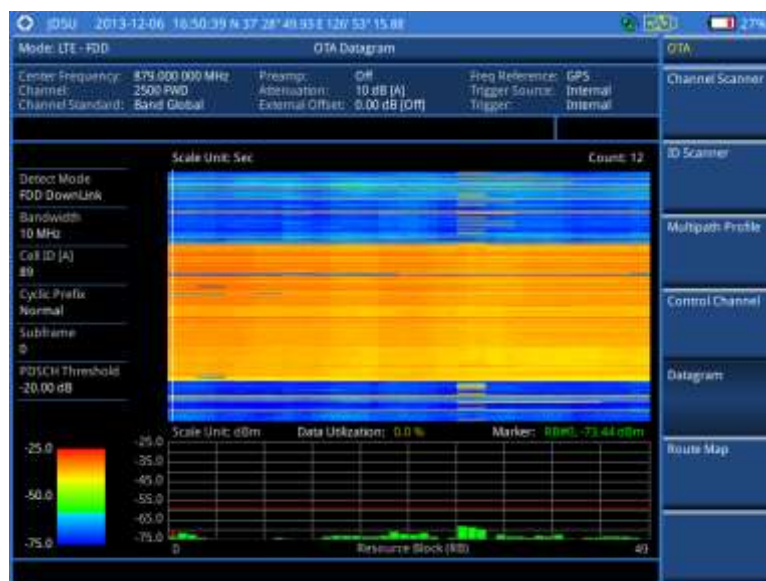 JDSU 2013-12-06 16:50:39 N 37° 28' 49.93 E 126° 53' 15.88 27%
Mode: LTE - FDD OTA Datagram OTA
Center Frequency: 879.000 000 MHz Preamp: Off Freq Reference: GPS
Channel: 2500 FWD Attenuation: 10 dB [A] Trigger Source: Internal
Channel Standard: Band Global External Offset: 0.00 dB [Off] Trigger: Internal
Channel Scanner
Scale Unit: Sec Count: 12
ID Scanner
Detect Mode
FDD DownLink
Bandwidth
10 MHz
Multipath Profile
Cell ID [A]
89
Cyclic Prefix
Normal
Control Channel
Subframe
0
PDSCH Threshold
-20.00 dB
Datagram
Scale Unit: dBm Data Utilization: 0.0 % Marker: -73.44 dBm
Route Map
-25.0
-50.0
-75.0
-25.0
-35.0
-45.0
-55.0
-65.0
-75.0
0 Resource Block (RB) 49